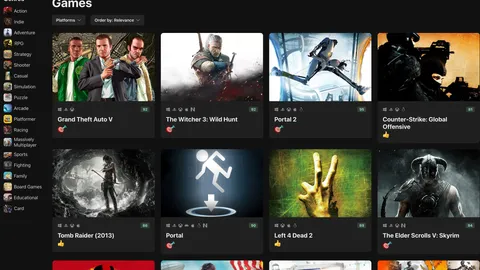 Games
Platforms
Order by: Relevance
Action
Indie
Adventure
RPG
Strategy
Shooter
Casual
Simulation
Puzzle
Arcade
Platformer
Racing
Massively
Multiplayer
Sports
Fighting
Family
Board Games
Educational
Card
92
Grand Theft Auto V
92
The Witcher 3: Wild Hunt
95
Portal 2
81
Counter-Strike: Global
Offensive
86
Tomb Raider (2013)
90
Portal
89
Left 4 Dead 2
94
The Elder Scrolls V: Skyrim